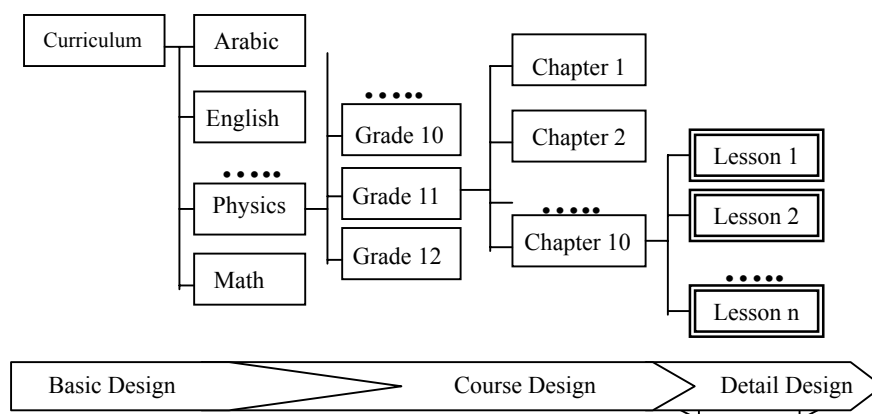 Curriculum
Arabic
English
Physics
Math
Grade 10
Grade 11
Grade 12
Chapter 1
Chapter 2
Chapter 10
Lesson 1
Lesson 2
Lesson n
Basic Design
Course Design
Detail Design